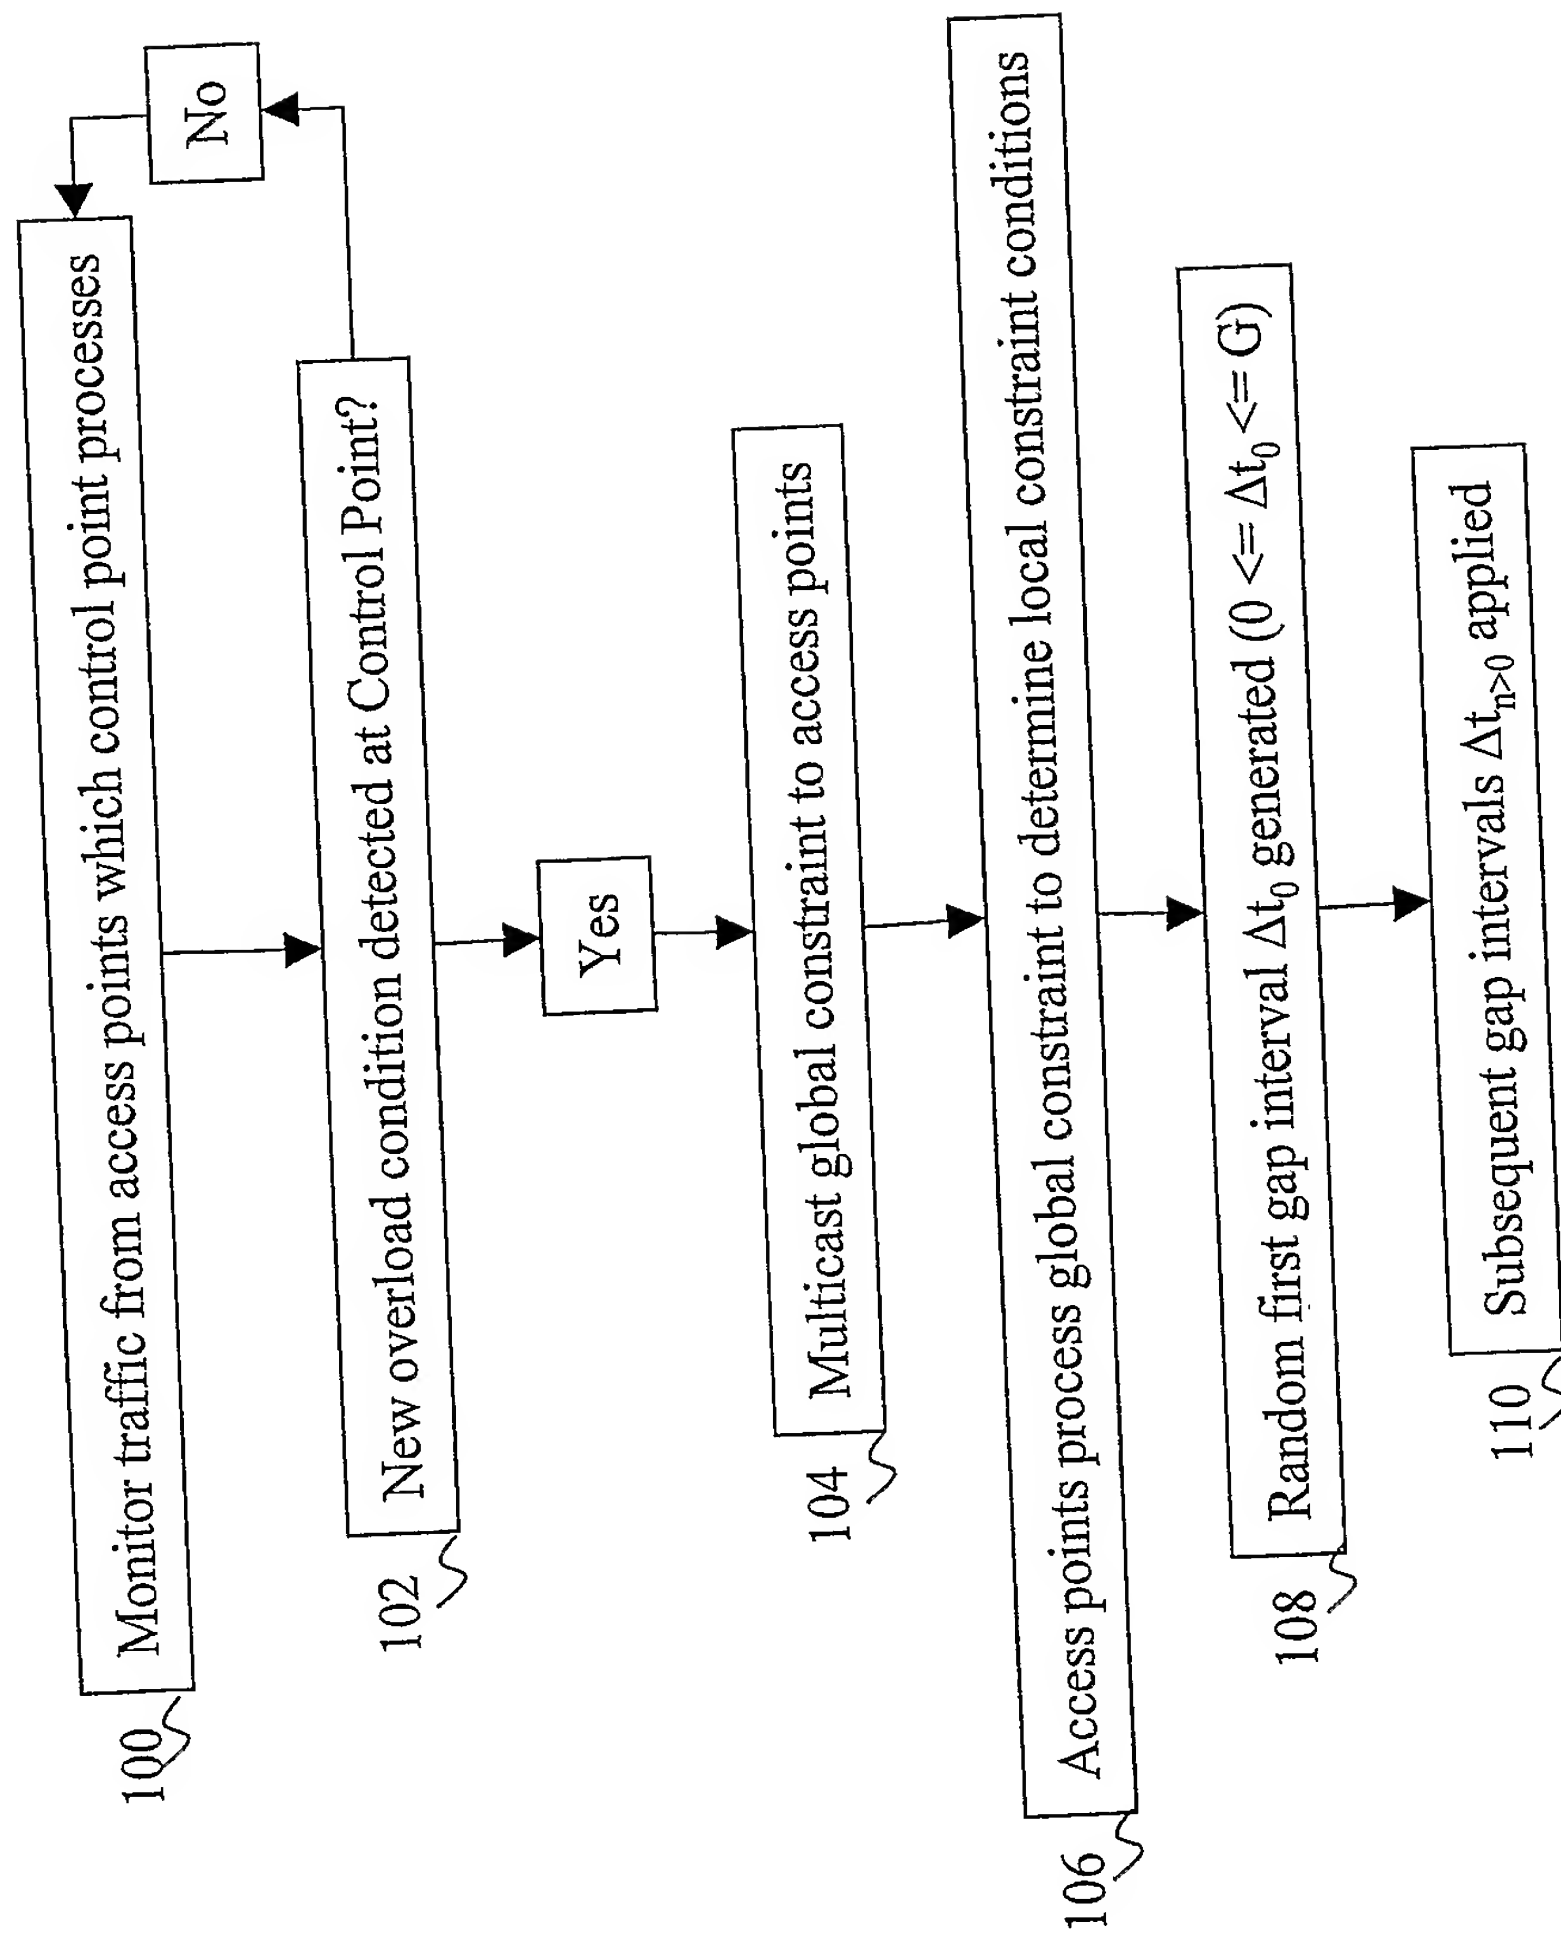 100
Monitor traffic from access points which control point processes
No
102
New overload condition detected at Control Point?
Yes
104
Multicast global constraint to access points
106
Access points process global constraint to determine local constraint conditions
108
Random first gap interval Δt₀ generated (0 <= Δt₀ <= G)
110
Subsequent gap intervals Δtₙ>₀ applied